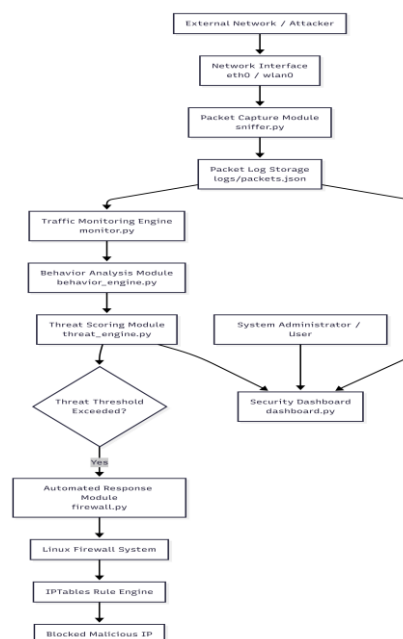 External Network / Attacker
Network Interface
eth0 / wlan0
Packet Capture Module
sniffer.py
Packet Log Storage
logs/packets.json
Traffic Monitoring Engine
monitor.py
Behavior Analysis Module
behavior_engine.py
Threat Scoring Module
threat_engine.py
System Administrator /
User
Threat Threshold
Exceeded?
Security Dashboard
dashboard.py
Yes
Automated Response
Module
firewall.py
Linux Firewall System
IPTables Rule Engine
Blocked Malicious IP